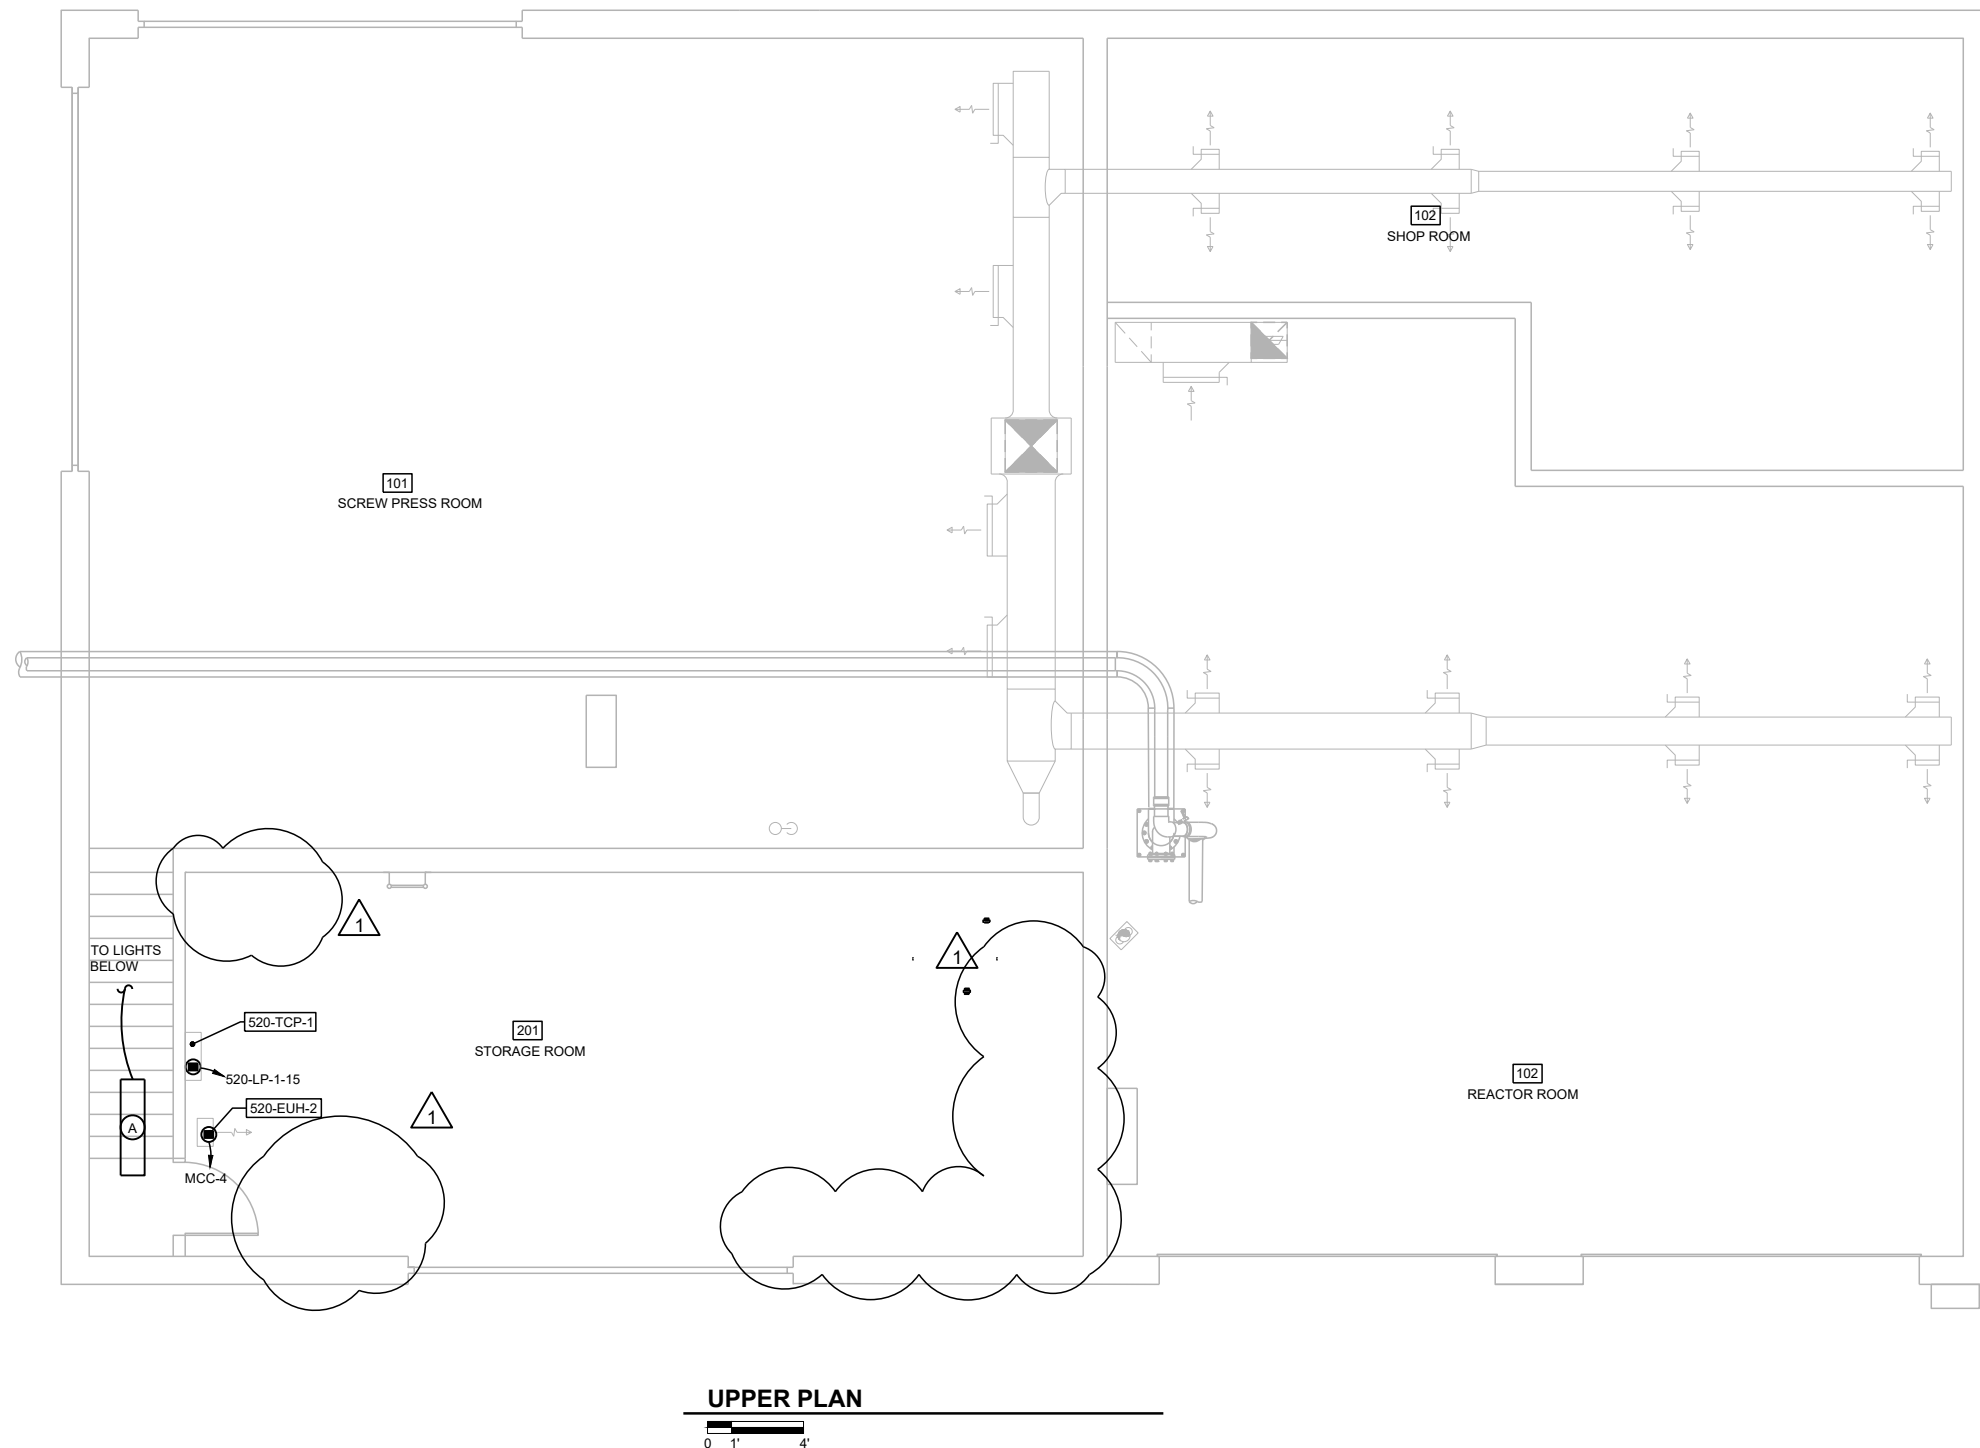 102
SHOP ROOM
101
SCREW PRESS ROOM
1
TO LIGHTS
BELOW
1
520-TCP-1
201
STORAGE ROOM
520-LP-1-15
102
REACTOR ROOM
520-EUH-2
1
A
MCC-4
UPPER PLAN
0 1' 4'